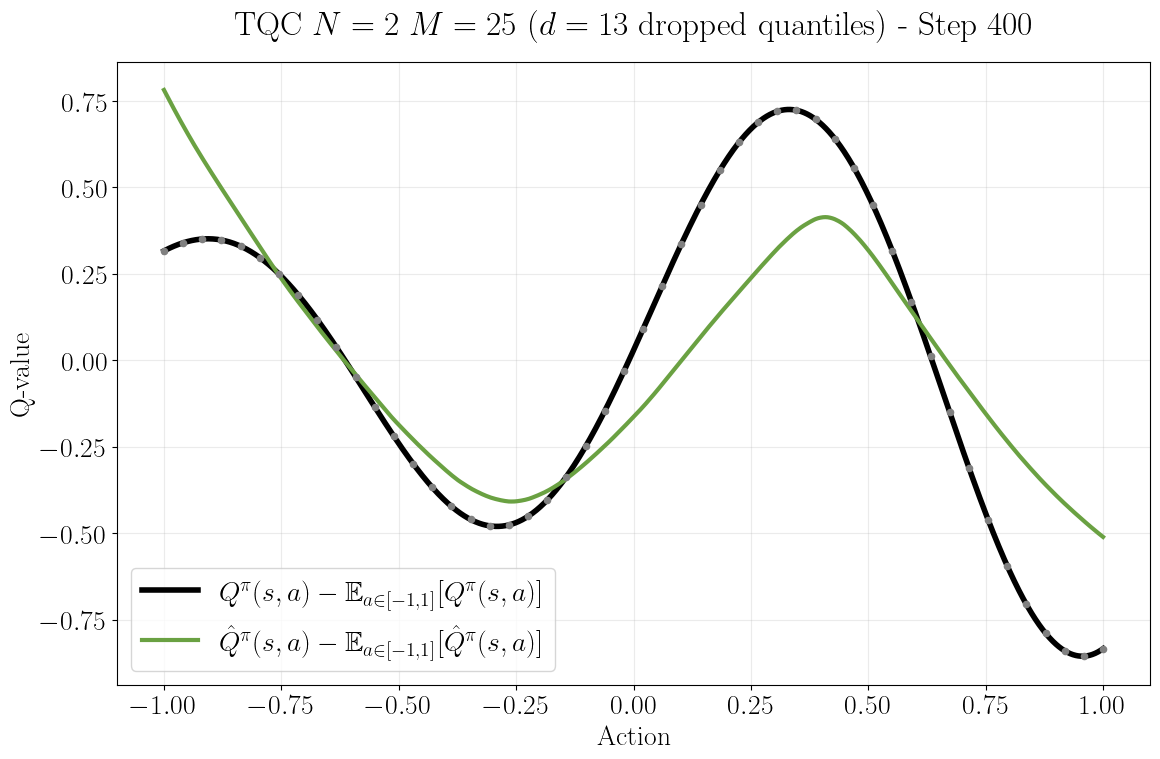 TQC N = 2 M = 25 (d = 13 dropped quantiles) - Step 400
Q-value
0.75
0.50
0.25
0.00
−0.25
−0.50
−0.75
Q^π(s, a) − 𝔼_{a∈[−1,1]}[Q^π(s, a)]
Q̂^π(s, a) − 𝔼_{a∈[−1,1]}[Q̂^π(s, a)]
−1.00 −0.75 −0.50 −0.25 0.00 0.25 0.50 0.75 1.00
Action